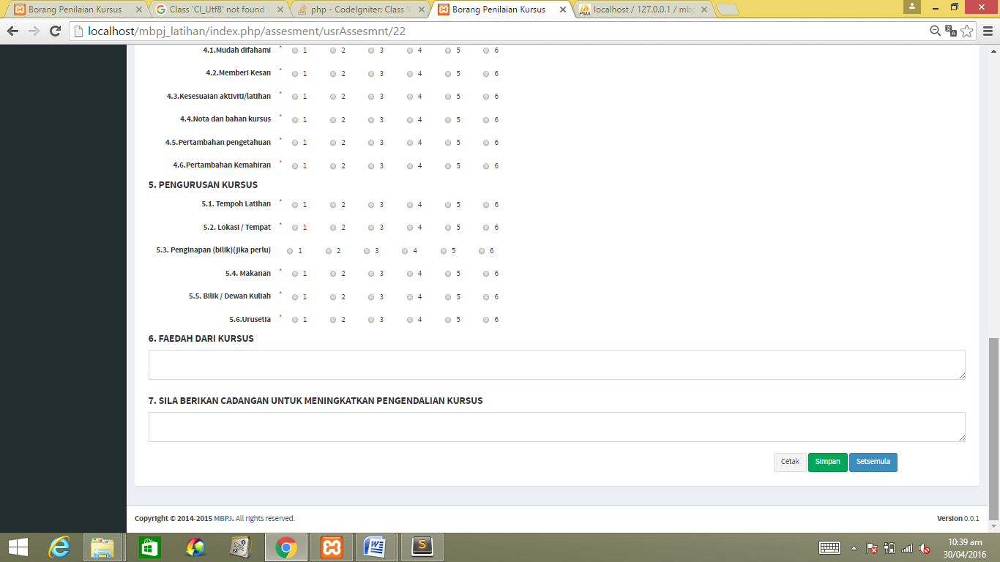 Borang Penilaian Kursus
Class 'CI_Utf8' not found -
php - CodeIgniter: Class 'C
Borang Penilaian Kursus
localhost / 127.0.0.1 / mbp
localhost/mbpj_latihan/index.php/assesment/usrAssesmnt/22
4.1.Mudah difahami * 1 2 3 4 5 6
4.2.Memberi Kesan * 1 2 3 4 5 6
4.3.Kesesuaian aktiviti/latihan * 1 2 3 4 5 6
4.4.Nota dan bahan kursus * 1 2 3 4 5 6
4.5.Pertambahan pengetahuan * 1 2 3 4 5 6
4.6.Pertambahan Kemahiran * 1 2 3 4 5 6
5. PENGURUSAN KURSUS
5.1. Tempoh Latihan * 1 2 3 4 5 6
5.2. Lokasi / Tempat * 1 2 3 4 5 6
5.3. Penginapan (bilik)(jika perlu) 1 2 3 4 5 6
5.4. Makanan * 1 2 3 4 5 6
5.5. Bilik / Dewan Kuliah * 1 2 3 4 5 6
5.6.Urusetia * 1 2 3 4 5 6
6. FAEDAH DARI KURSUS
7. SILA BERIKAN CADANGAN UNTUK MENINGKATKAN PENGENDALIAN KURSUS
Cetak Simpan Setsemula
Copyright © 2014-2015 MBPJ. All rights reserved.
Version 0.0.1
10:39 am
30/04/2016